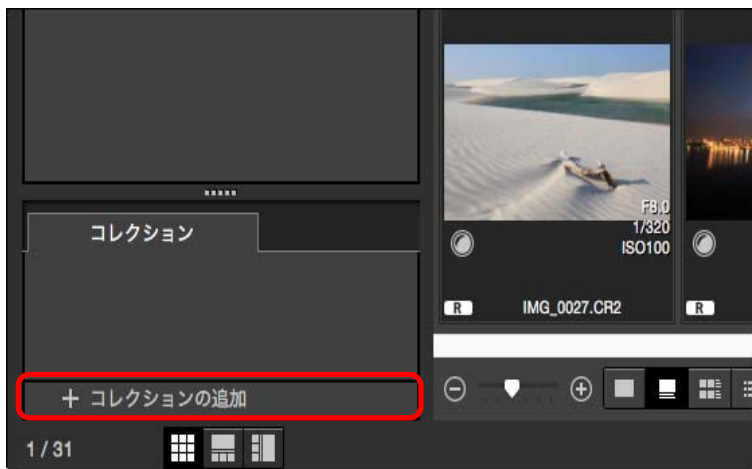 コレクション
+ コレクションの追加
1 / 31
F8.0
1/320
ISO100
R
IMG_0027.CR2
R